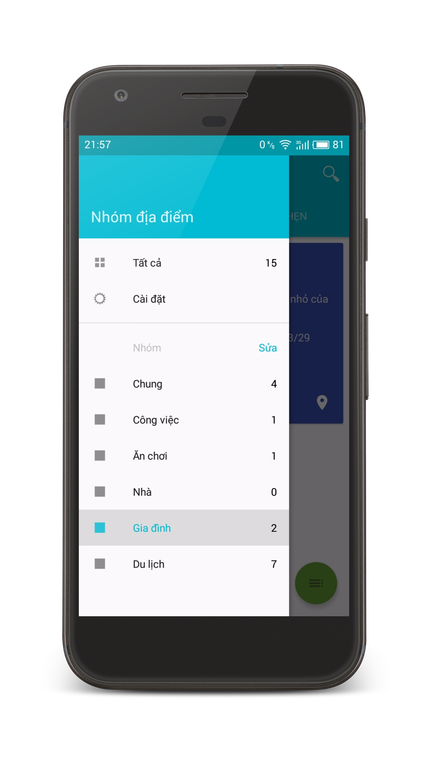 21:57 0 K/s 81
Nhóm địa điểm
HẸN
Tất cả 15
Cài đặt
nhỏ của
3/29
Nhóm Sửa
Chung 4
Công việc 1
Ăn chơi 1
Nhà 0
Gia đình 2
Du lịch 7